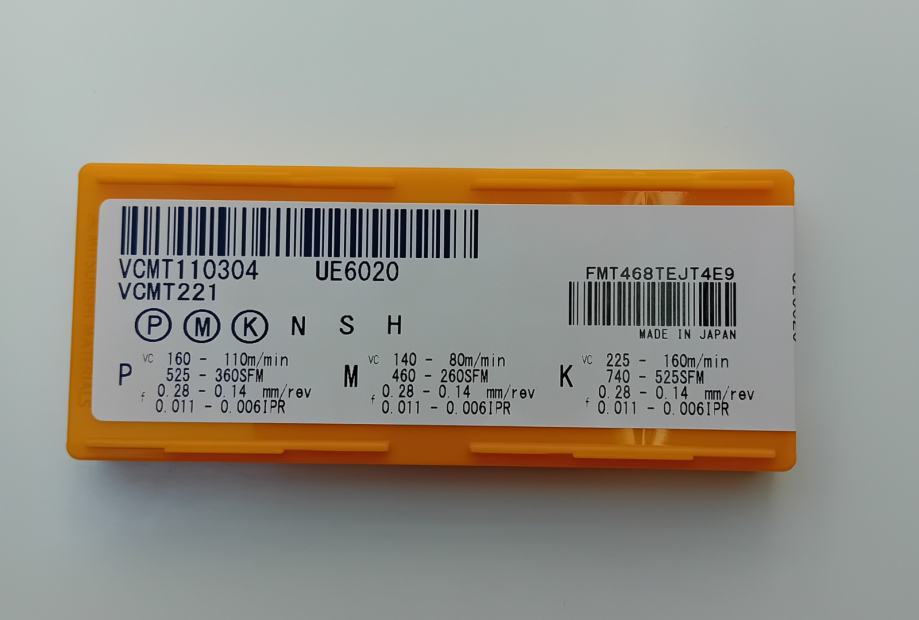 VCMT110304 UE6020
VCMT221
P M K N S H
FMT468TEJT4E9
MADE IN JAPAN
P VC 160 - 110m/min
525 - 360SFM
f 0.28 - 0.14 mm/rev
0.011 - 0.006IPR
M VC 140 - 80m/min
460 - 260SFM
f 0.28 - 0.14 mm/rev
0.011 - 0.006IPR
K VC 225 - 160m/min
740 - 525SFM
f 0.28 - 0.14 mm/rev
0.011 - 0.006IPR